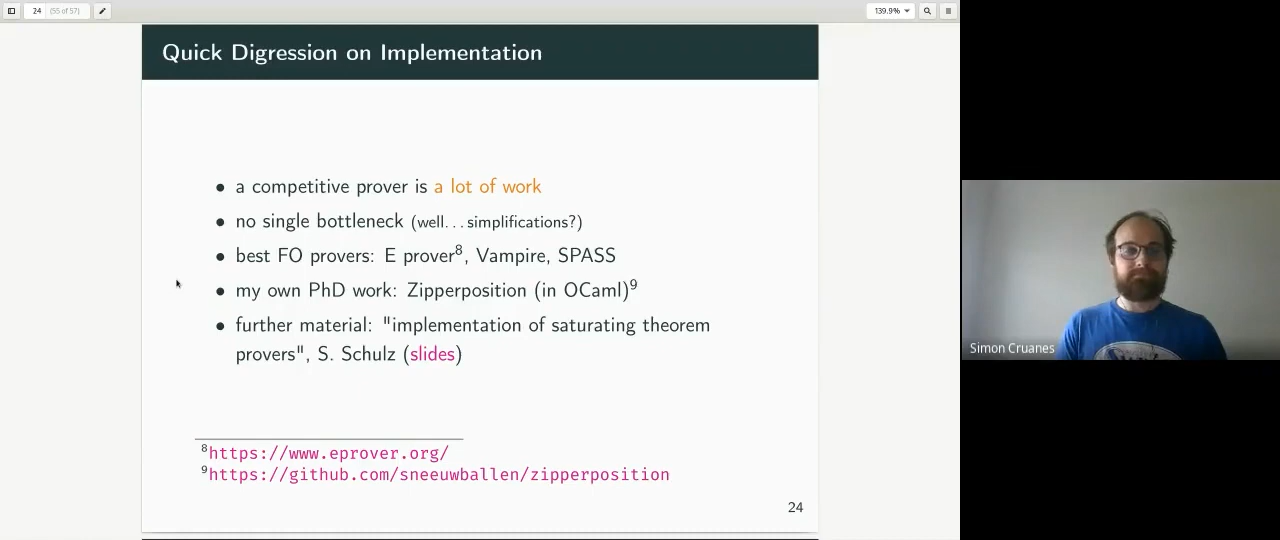 24 (55 of 57)
139.9%
Quick Digression on Implementation
• a competitive prover is a lot of work
• no single bottleneck (well...simplifications?)
• best FO provers: E prover⁸, Vampire, SPASS
• my own PhD work: Zipperposition (in OCaml)⁹
• further material: "implementation of saturating theorem
provers", S. Schulz (slides)
⁸https://www.eprover.org/
⁹https://github.com/sneeuwballen/zipperposition
24
Simon Cruanes